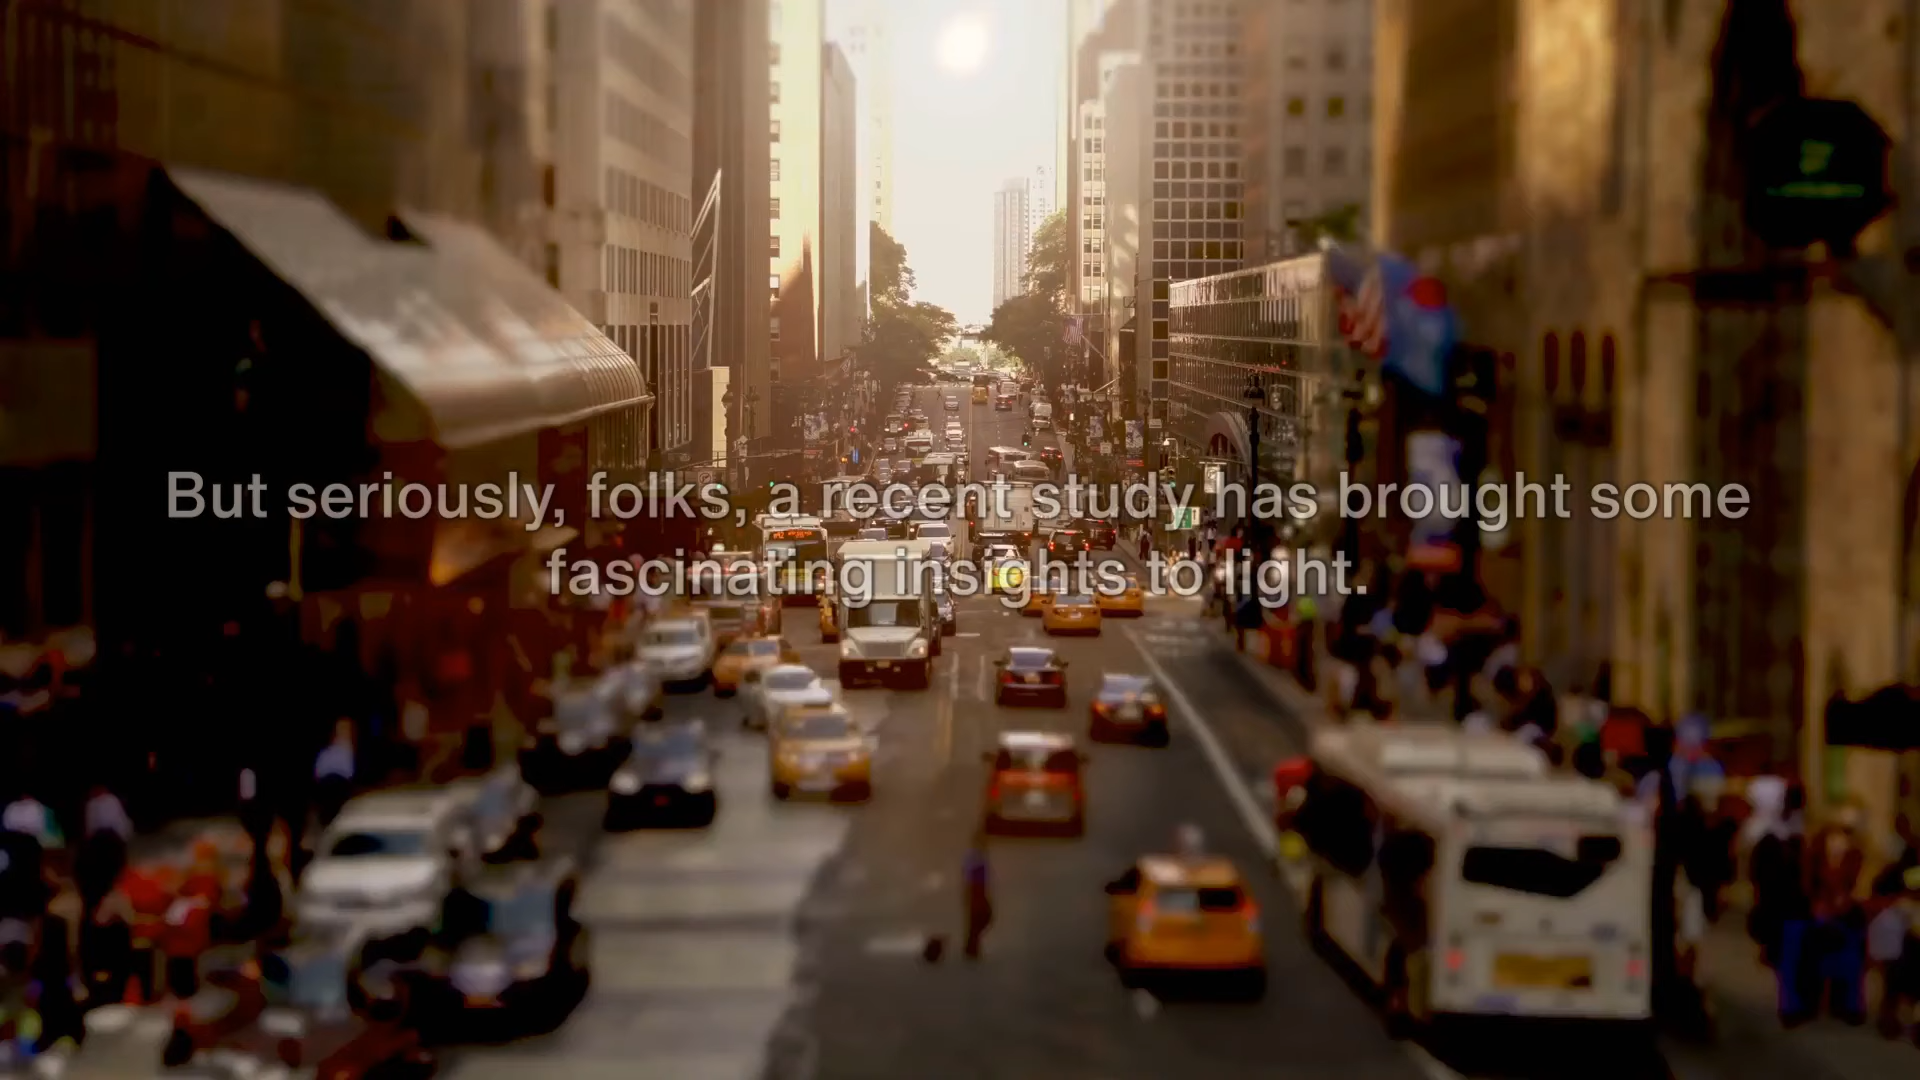 But seriously, folks, a recent study has brought some
fascinating insights to light.